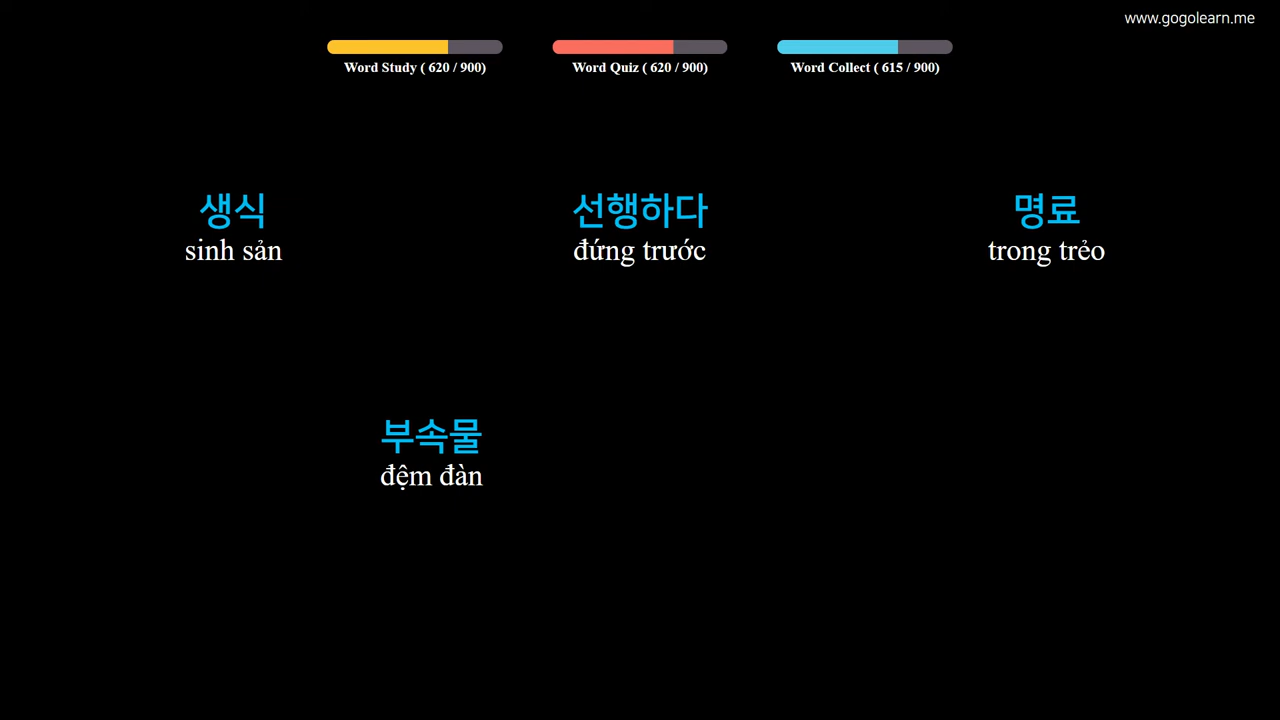 www.gogolearn.me
Word Study ( 620 / 900)
Word Quiz ( 620 / 900)
Word Collect ( 615 / 900)
생식
sinh sản
선행하다
đứng trước
명료
trong trẻo
부속물
đệm đàn